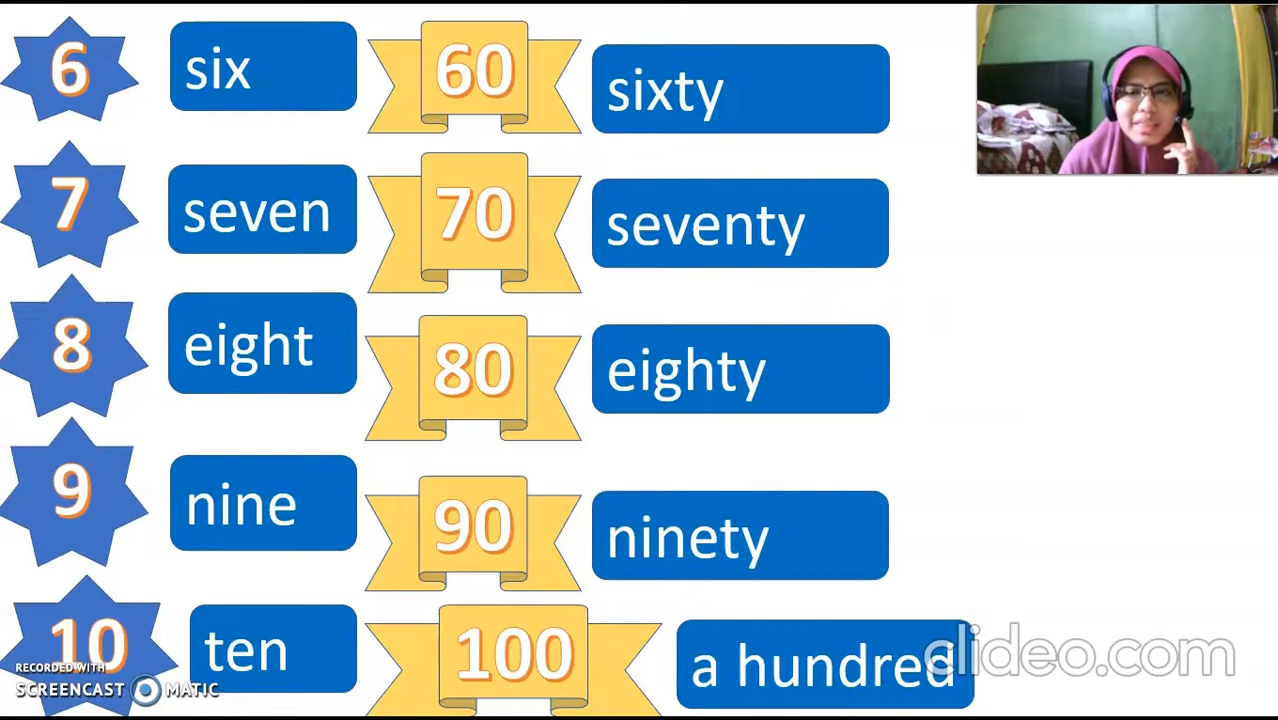 6 six 60 sixty
7 seven 70 seventy
8 eight 80 eighty
9 nine 90 ninety
10 ten 100 a hundred
RECORDED WITH
SCREENCAST MATIC
clideo.com